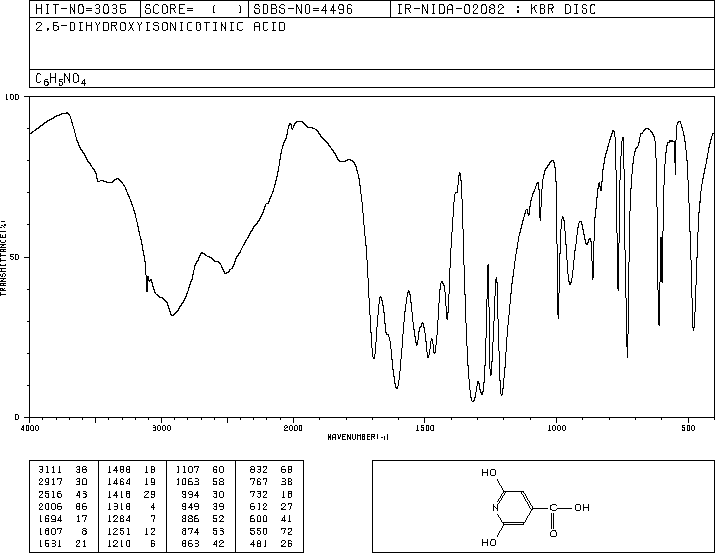 HIT-NO=3035 SCORE= ( ) SDBS-NO=4496 IR-NIDA-02082 : KBR DISC
2,6-DIHYDROXYISONICOTINIC ACID
C6H5NO4
100
50
0
TRANSMITTANCE(%)
4000 3000 2000 1500 1000 500
WAVENUMBER(-1)
3111 36 1488 18 1107 60 832 68
2917 30 1464 19 1063 58 767 38
2516 43 1418 29 994 30 732 18
2006 86 1318 4 949 39 612 27
1694 17 1284 7 886 52 600 41
1607 8 1251 12 874 53 550 72
1531 21 1210 6 863 42 481 26
HO
N C OH
O
HO